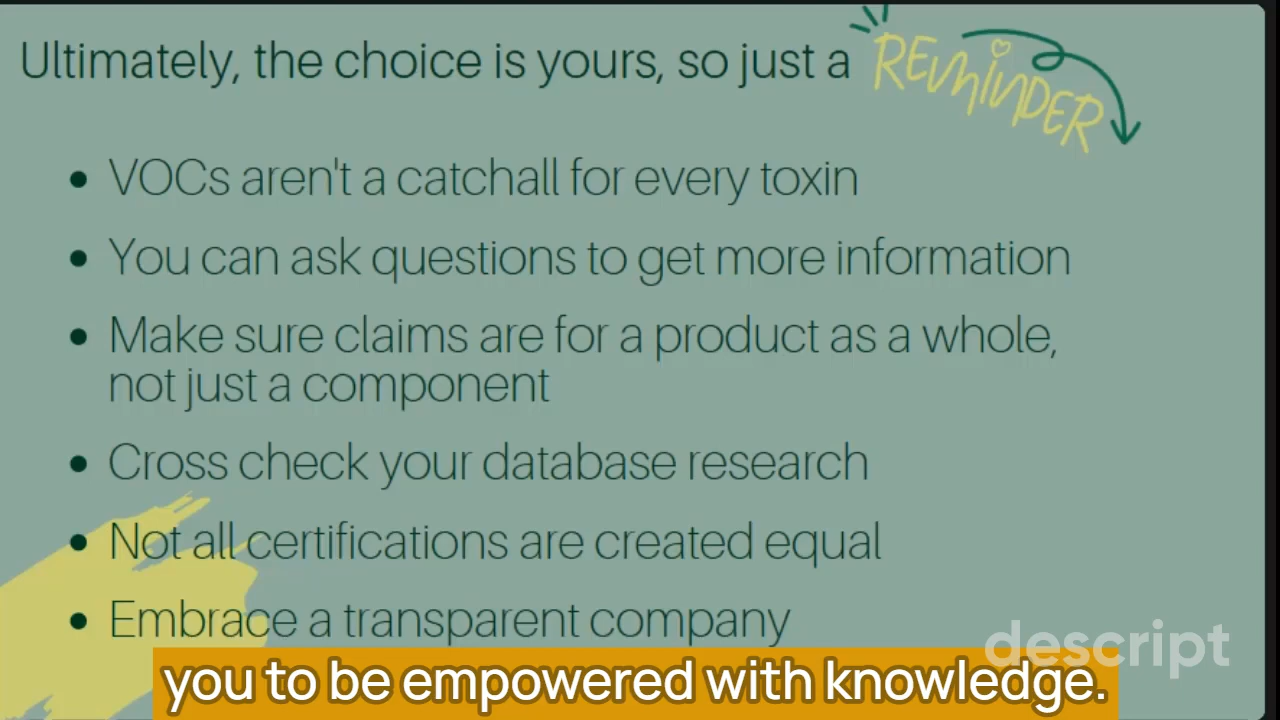 Ultimately, the choice is yours, so just a REMINDER
• VOCs aren't a catchall for every toxin
• You can ask questions to get more information
• Make sure claims are for a product as a whole,
not just a component
• Cross check your database research
• Not all certifications are created equal
• Embrace a transparent company
descript
you to be empowered with knowledge.